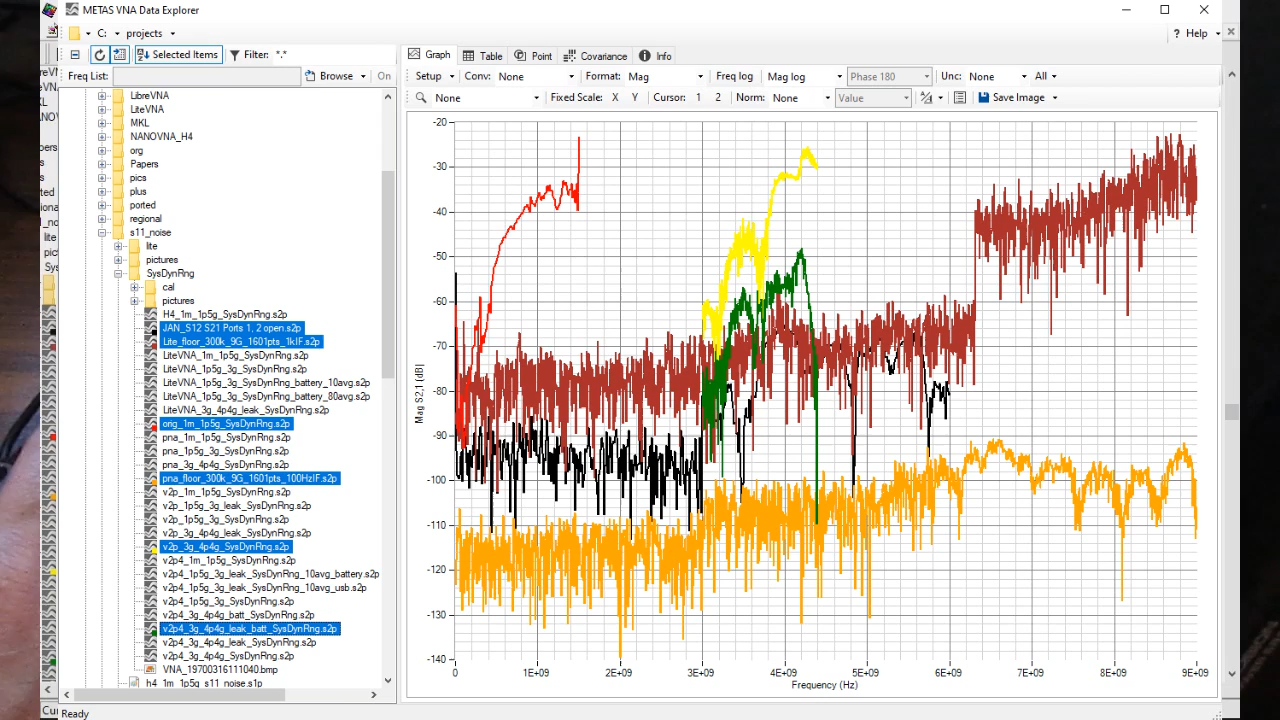 METAS VNA Data Explorer
C: projects
Help
Selected Items Filter: *.*
Freq List: Browse On
LibreVNA
LiteVNA
MKL
NANOVNA_H4
org
Papers
pics
plus
ported
regional
s11_noise
lite
pictures
SysDynRng
cal
pictures
H4_1m_1p5g_SysDynRng.s2p
JAN_S12 S21 Ports 1, 2 open.s2p
Lite_floor_300k_9G_1601pts_1kIF.s2p
LiteVNA_1m_1p5g_SysDynRng.s2p
LiteVNA_1p5g_3g_SysDynRng.s2p
LiteVNA_1p5g_3g_SysDynRng_battery_10avg.s2p
LiteVNA_1p5g_3g_SysDynRng_battery_80avg.s2p
LiteVNA_3g_4p4g_leak_SysDynRng.s2p
ong_1m_1p5g_SysDynRng.s2p
pna_1m_1p5g_SysDynRng.s2p
pna_1p5g_3g_SysDynRng.s2p
pna_3g_4p4g_SysDynRng.s2p
pna_floor_300k_9G_1601pts_100HzIF.s2p
v2p_1m_1p5g_SysDynRng.s2p
v2p_1p5g_3g_leak_SysDynRng.s2p
v2p_1p5g_3g_SysDynRng.s2p
v2p_3g_4p4g_leak_SysDynRng.s2p
v2p_3g_4p4g_SysDynRng.s2p
v2p4_1m_1p5g_SysDynRng.s2p
v2p4_1p5g_3g_leak_SysDynRng_10avg_battery.s2p
v2p4_1p5g_3g_leak_SysDynRng_10avg_usb.s2p
v2p4_1p5g_3g_SysDynRng.s2p
v2p4_3g_4p4g_batt_SysDynRng.s2p
v2p4_3g_4p4g_leak_batt_SysDynRng.s2p
v2p4_3g_4p4g_leak_SysDynRng.s2p
v2p4_3g_4p4g_SysDynRng.s2p
VNA_19700316111040.bmp
h4_1m_1p5g_s11_noise.s1p
Ready
Graph Table Point Covariance Info
Setup Conv: None Format: Mag Freq log Mag log Phase 180 Unc: None All
None Fixed Scale: X Y Cursor: 1 2 Norm: None Value Save Image
-20
-30
-40
-50
-60
-70
-80
-90
-100
-110
-120
-130
-140
Mag S2,1 (dB)
0 1E+09 2E+09 3E+09 4E+09 5E+09 6E+09 7E+09 8E+09 9E+09
Frequency (Hz)